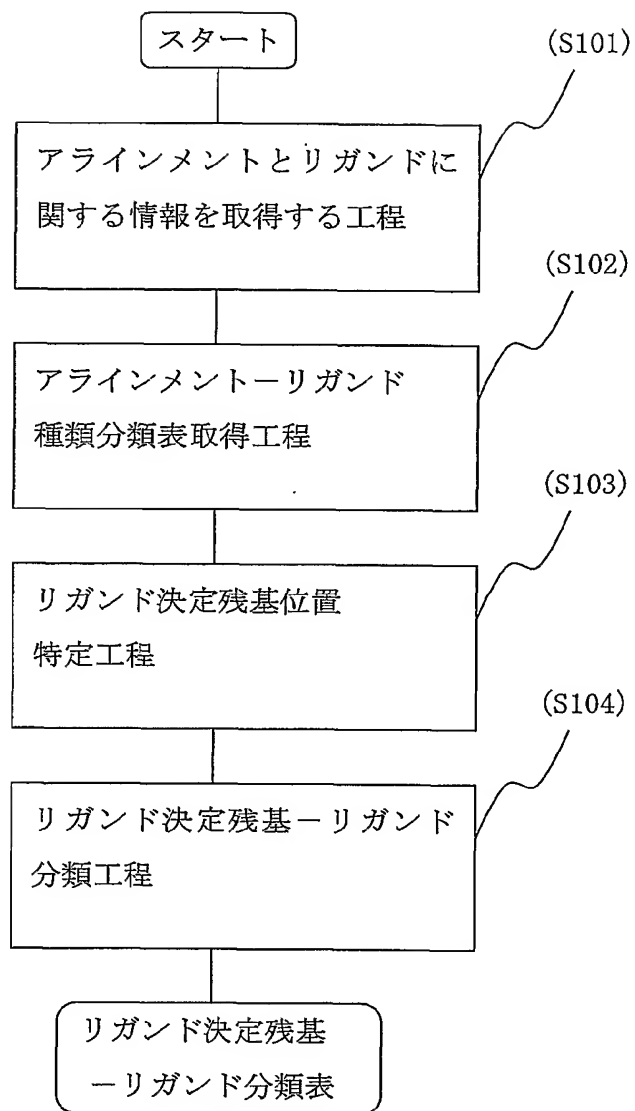 スタート
(S101)
アラインメントとリガンドに
関する情報を取得する工程
(S102)
アラインメント－リガンド
種類分類表取得工程
(S103)
リガンド決定残基位置
特定工程
(S104)
リガンド決定残基－リガンド
分類工程
リガンド決定残基
－リガンド分類表